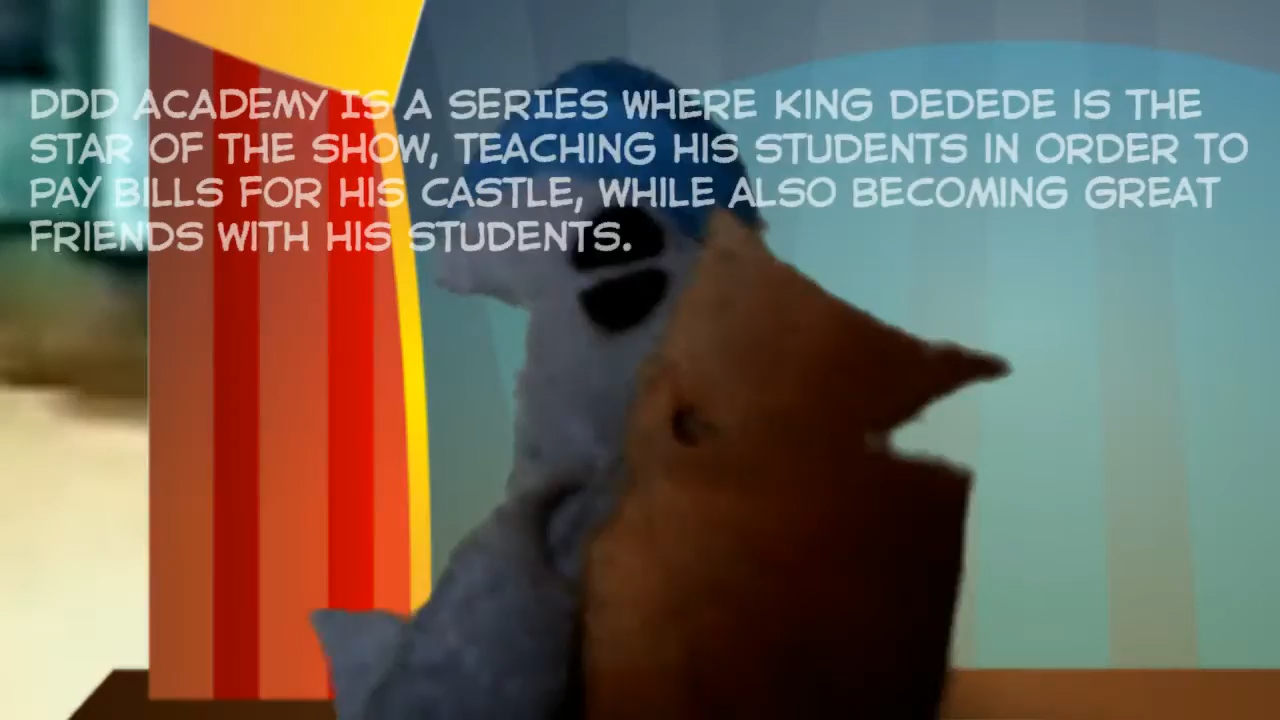 DDD ACADEMY IS A SERIES WHERE KING DEDEDE IS THE
STAR OF THE SHOW, TEACHING HIS STUDENTS IN ORDER TO
PAY BILLS FOR HIS CASTLE, WHILE ALSO BECOMING GREAT
FRIENDS WITH HIS STUDENTS.